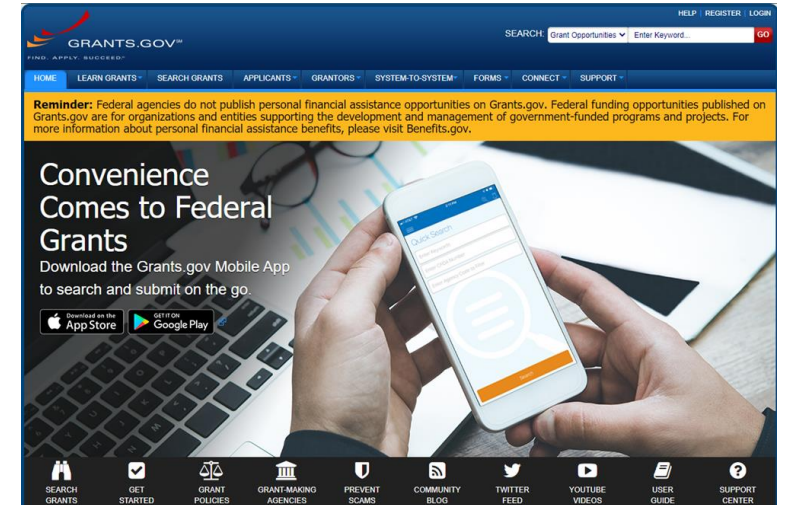 HELP | REGISTER | LOGIN
GRANTS.GOV℠
FIND. APPLY. SUCCEED.℠
SEARCH: Grant Opportunities Enter Keyword... GO
HOME LEARN GRANTS SEARCH GRANTS APPLICANTS GRANTORS SYSTEM-TO-SYSTEM FORMS CONNECT SUPPORT
Reminder: Federal agencies do not publish personal financial assistance opportunities on Grants.gov. Federal funding opportunities published on
Grants.gov are for organizations and entities supporting the development and management of government-funded programs and projects. For
more information about personal financial assistance benefits, please visit Benefits.gov.
Convenience
Comes to Federal
Grants
Download the Grants.gov Mobile App
to search and submit on the go.
Download on the
App Store
GET IT ON
Google Play
Quick Search
Search
SEARCH
GRANTS
GET
STARTED
GRANT
POLICIES
GRANT-MAKING
AGENCIES
PREVENT
SCAMS
COMMUNITY
BLOG
TWITTER
FEED
YOUTUBE
VIDEOS
USER
GUIDE
SUPPORT
CENTER